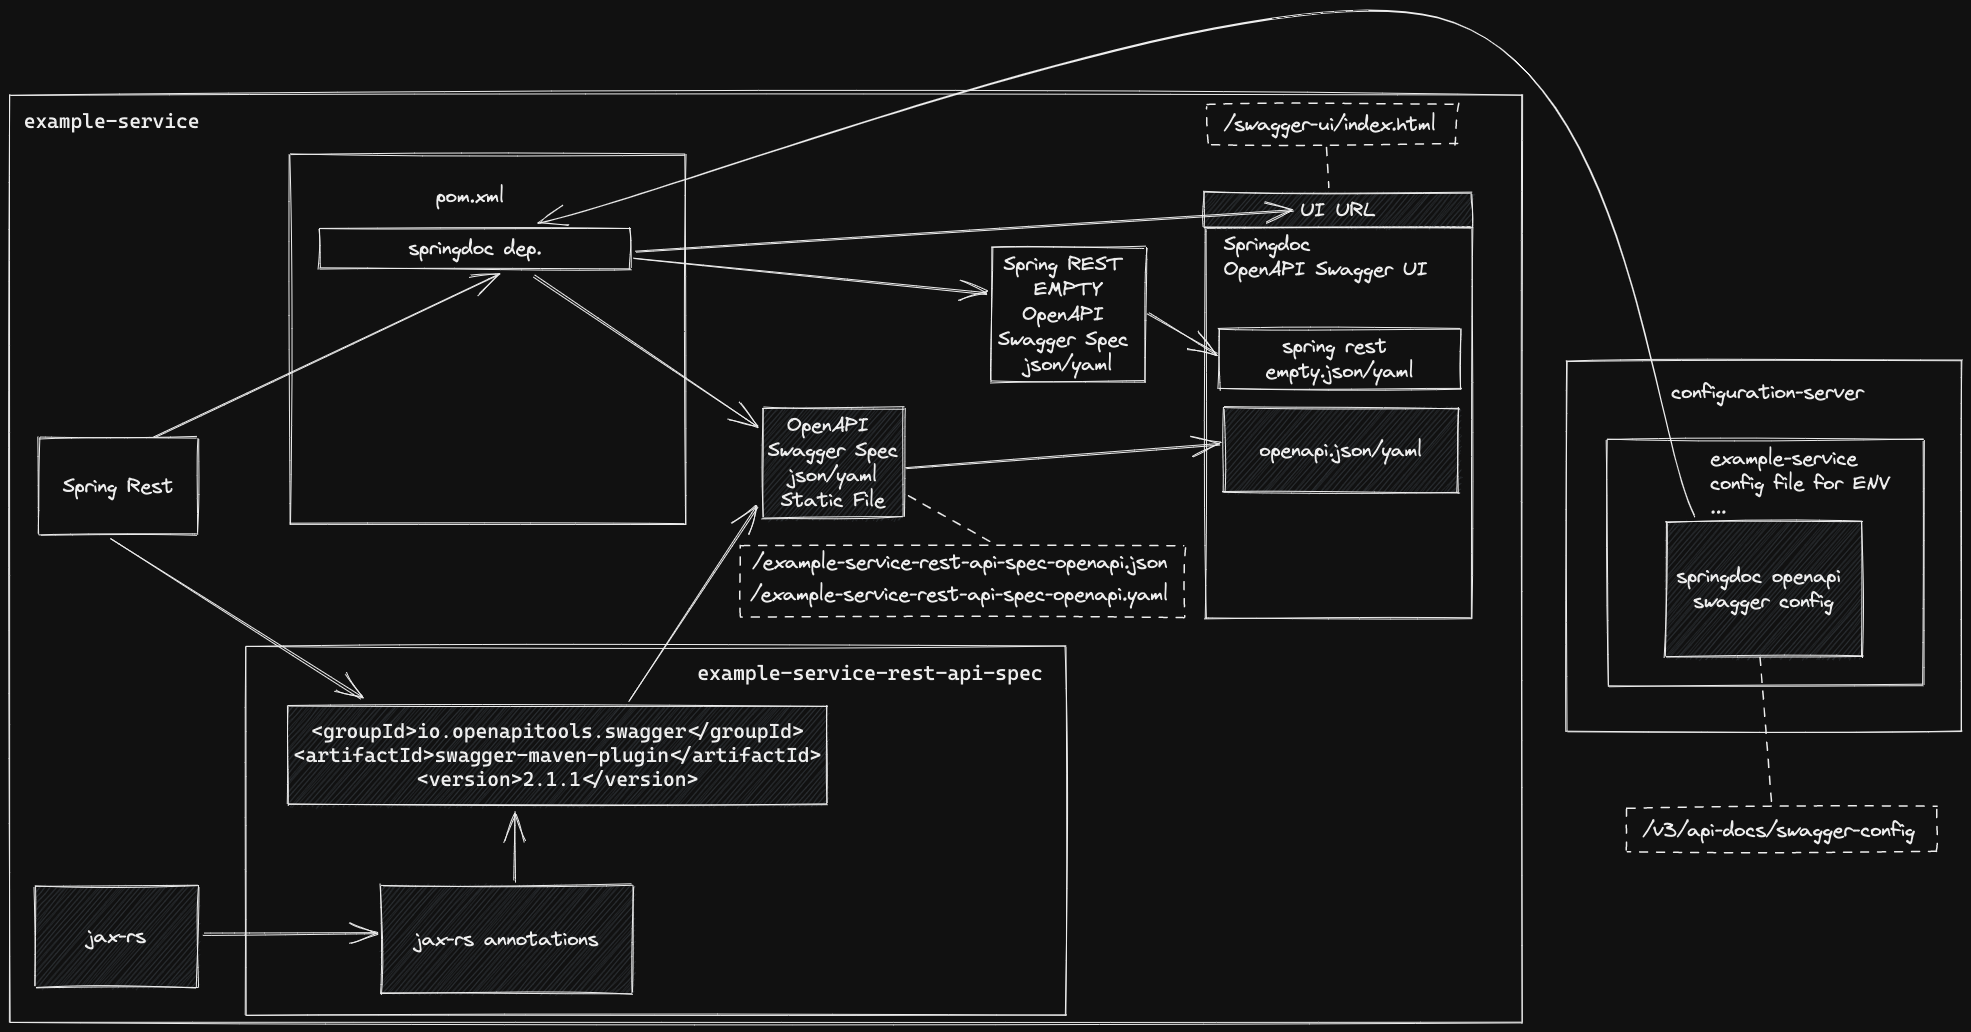 example-service
/swagger-ui/index.html
pom.xml
springdoc dep.
UI URL
Springdoc
OpenAPI Swagger UI
Spring REST
EMPTY
OpenAPI
Swagger Spec
json/yaml
spring rest
empty.json/yaml
OpenAPI
Swagger Spec
json/yaml
Static File
openapi.json/yaml
Spring Rest
/example-service-rest-api-spec-openapi.json
/example-service-rest-api-spec-openapi.yaml
configuration-server
example-service
config file for ENV
...
springdoc openapi
swagger config
/v3/api-docs/swagger-config
example-service-rest-api-spec
<groupId>io.openapitools.swagger</groupId>
<artifactId>swagger-maven-plugin</artifactId>
<version>2.1.1</version>
jax-rs
jax-rs annotations